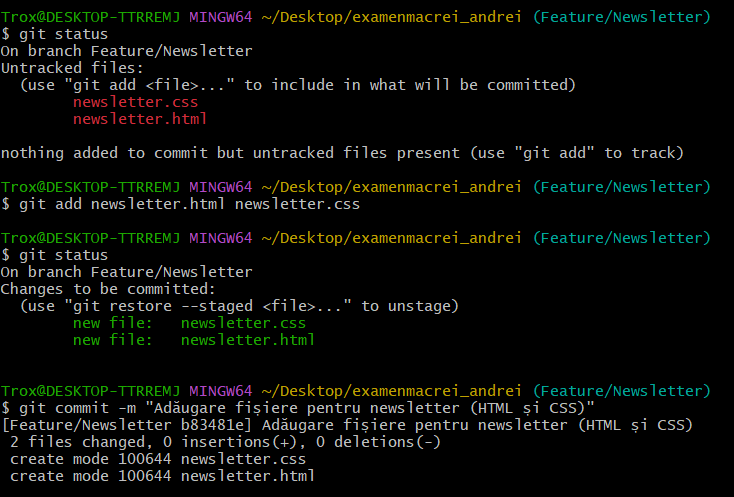 Trox@DESKTOP-TTRREMJ MINGW64 ~/Desktop/examenmacrei_andrei (Feature/Newsletter)
$ git status
On branch Feature/Newsletter
Untracked files:
  (use "git add <file>..." to include in what will be committed)
        newsletter.css
        newsletter.html

nothing added to commit but untracked files present (use "git add" to track)

Trox@DESKTOP-TTRREMJ MINGW64 ~/Desktop/examenmacrei_andrei (Feature/Newsletter)
$ git add newsletter.html newsletter.css

Trox@DESKTOP-TTRREMJ MINGW64 ~/Desktop/examenmacrei_andrei (Feature/Newsletter)
$ git status
On branch Feature/Newsletter
Changes to be committed:
  (use "git restore --staged <file>..." to unstage)
        new file:   newsletter.css
        new file:   newsletter.html

Trox@DESKTOP-TTRREMJ MINGW64 ~/Desktop/examenmacrei_andrei (Feature/Newsletter)
$ git commit -m "Adăugare fișiere pentru newsletter (HTML și CSS)"
[Feature/Newsletter b83481e] Adăugare fișiere pentru newsletter (HTML și CSS)
 2 files changed, 0 insertions(+), 0 deletions(-)
 create mode 100644 newsletter.css
 create mode 100644 newsletter.html